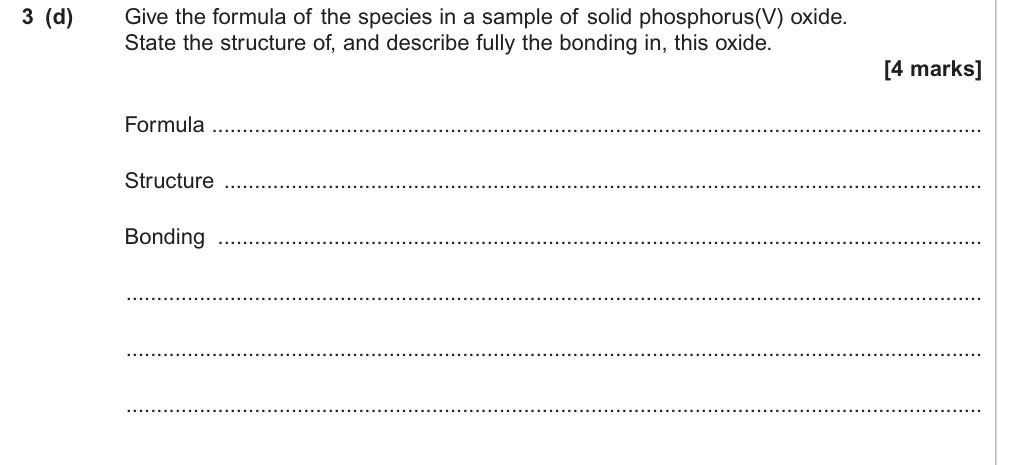 3 (d) Give the formula of the species in a sample of solid phosphorus(V) oxide.
State the structure of, and describe fully the bonding in, this oxide.
[4 marks]
Formula ................................................................................
Structure ................................................................................
Bonding ................................................................................
................................................................................
................................................................................
................................................................................